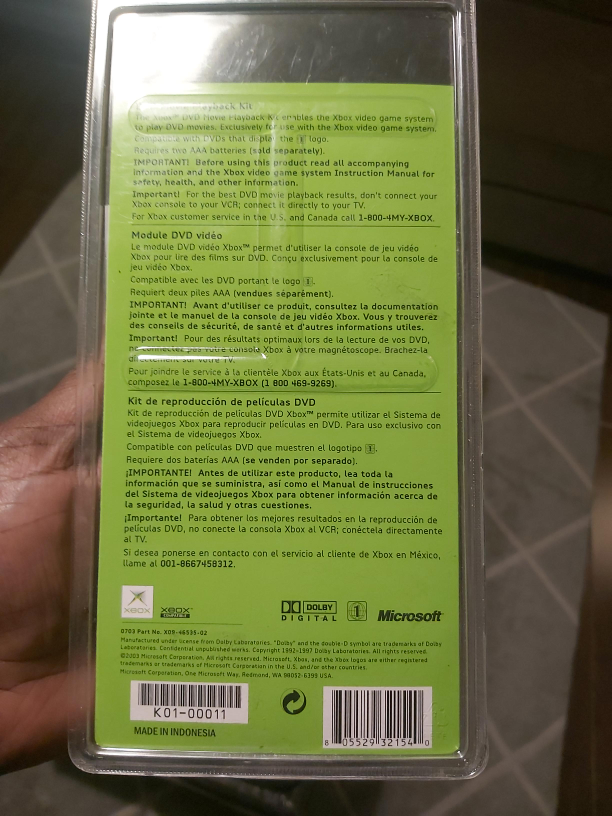 Playback Kit
The Xbox™ DVD Movie Playback Kit enables the Xbox video game system
to play DVD movies. Exclusively for use with the Xbox video game system.
Compatible with DVDs that display the 1 logo.
Requires two AAA batteries (sold separately).
IMPORTANT! Before using this product read all accompanying
information and the Xbox video game system Instruction Manual for
safety, health, and other information.
Important! For the best DVD movie playback results, don't connect your
Xbox console to your VCR; connect it directly to your TV.
For Xbox customer service in the U.S. and Canada call 1-800-4MY-XBOX.
Module DVD vidéo
Le module DVD vidéo Xbox™ permet d'utiliser la console de jeu vidéo
Xbox pour lire des films sur DVD. Conçu exclusivement pour la console de
jeu vidéo Xbox.
Compatible avec les DVD portant le logo 1.
Requiert deux piles AAA (vendues séparément).
IMPORTANT! Avant d'utiliser ce produit, consultez la documentation
jointe et le manuel de la console de jeu vidéo Xbox. Vous y trouverez
des conseils de sécurité, de santé et d'autres informations utiles.
Important! Pour des résultats optimaux lors de la lecture de vos DVD,
ne connectez pas votre console Xbox à votre magnétoscope. Branchez-la
directement sur votre TV.
Pour joindre le service à la clientèle Xbox aux États-Unis et au Canada,
composez le 1-800-4MY-XBOX (1 800 469-9269).
Kit de reproducción de películas DVD
Kit de reproducción de películas DVD Xbox™ permite utilizar el Sistema de
videojuegos Xbox para reproducir películas en DVD. Para uso exclusivo con
el Sistema de videojuegos Xbox.
Compatible con películas DVD que muestren el logotipo 1.
Requiere dos baterías AAA (se venden por separado).
¡IMPORTANTE! Antes de utilizar este producto, lea toda la
información que se suministra, así como el Manual de instrucciones
del Sistema de videojuegos Xbox para obtener información acerca de
la seguridad, la salud y otras cuestiones.
¡Importante! Para obtener los mejores resultados en la reproducción de
películas DVD, no conecte la consola Xbox al VCR; conéctela directamente
al TV.
Si desea ponerse en contacto con el servicio al cliente de Xbox en México,
llame al 001-8667458312.
XBOX XBOX™ COMPATIBLE DOLBY DIGITAL 1 Microsoft®
0703 Part No. X09-46535-02
Manufactured under license from Dolby Laboratories. "Dolby" and the double-D symbol are trademarks of Dolby
Laboratories. Confidential unpublished works. Copyright 1992-1997 Dolby Laboratories. All rights reserved.
©2003 Microsoft Corporation. All rights reserved. Microsoft, Xbox, and the Xbox logos are either registered
trademarks or trademarks of Microsoft Corporation in the U.S. and/or other countries.
Microsoft Corporation, One Microsoft Way, Redmond, WA 98052-6399 USA.
K01-00011
8 05529 32154 0
MADE IN INDONESIA